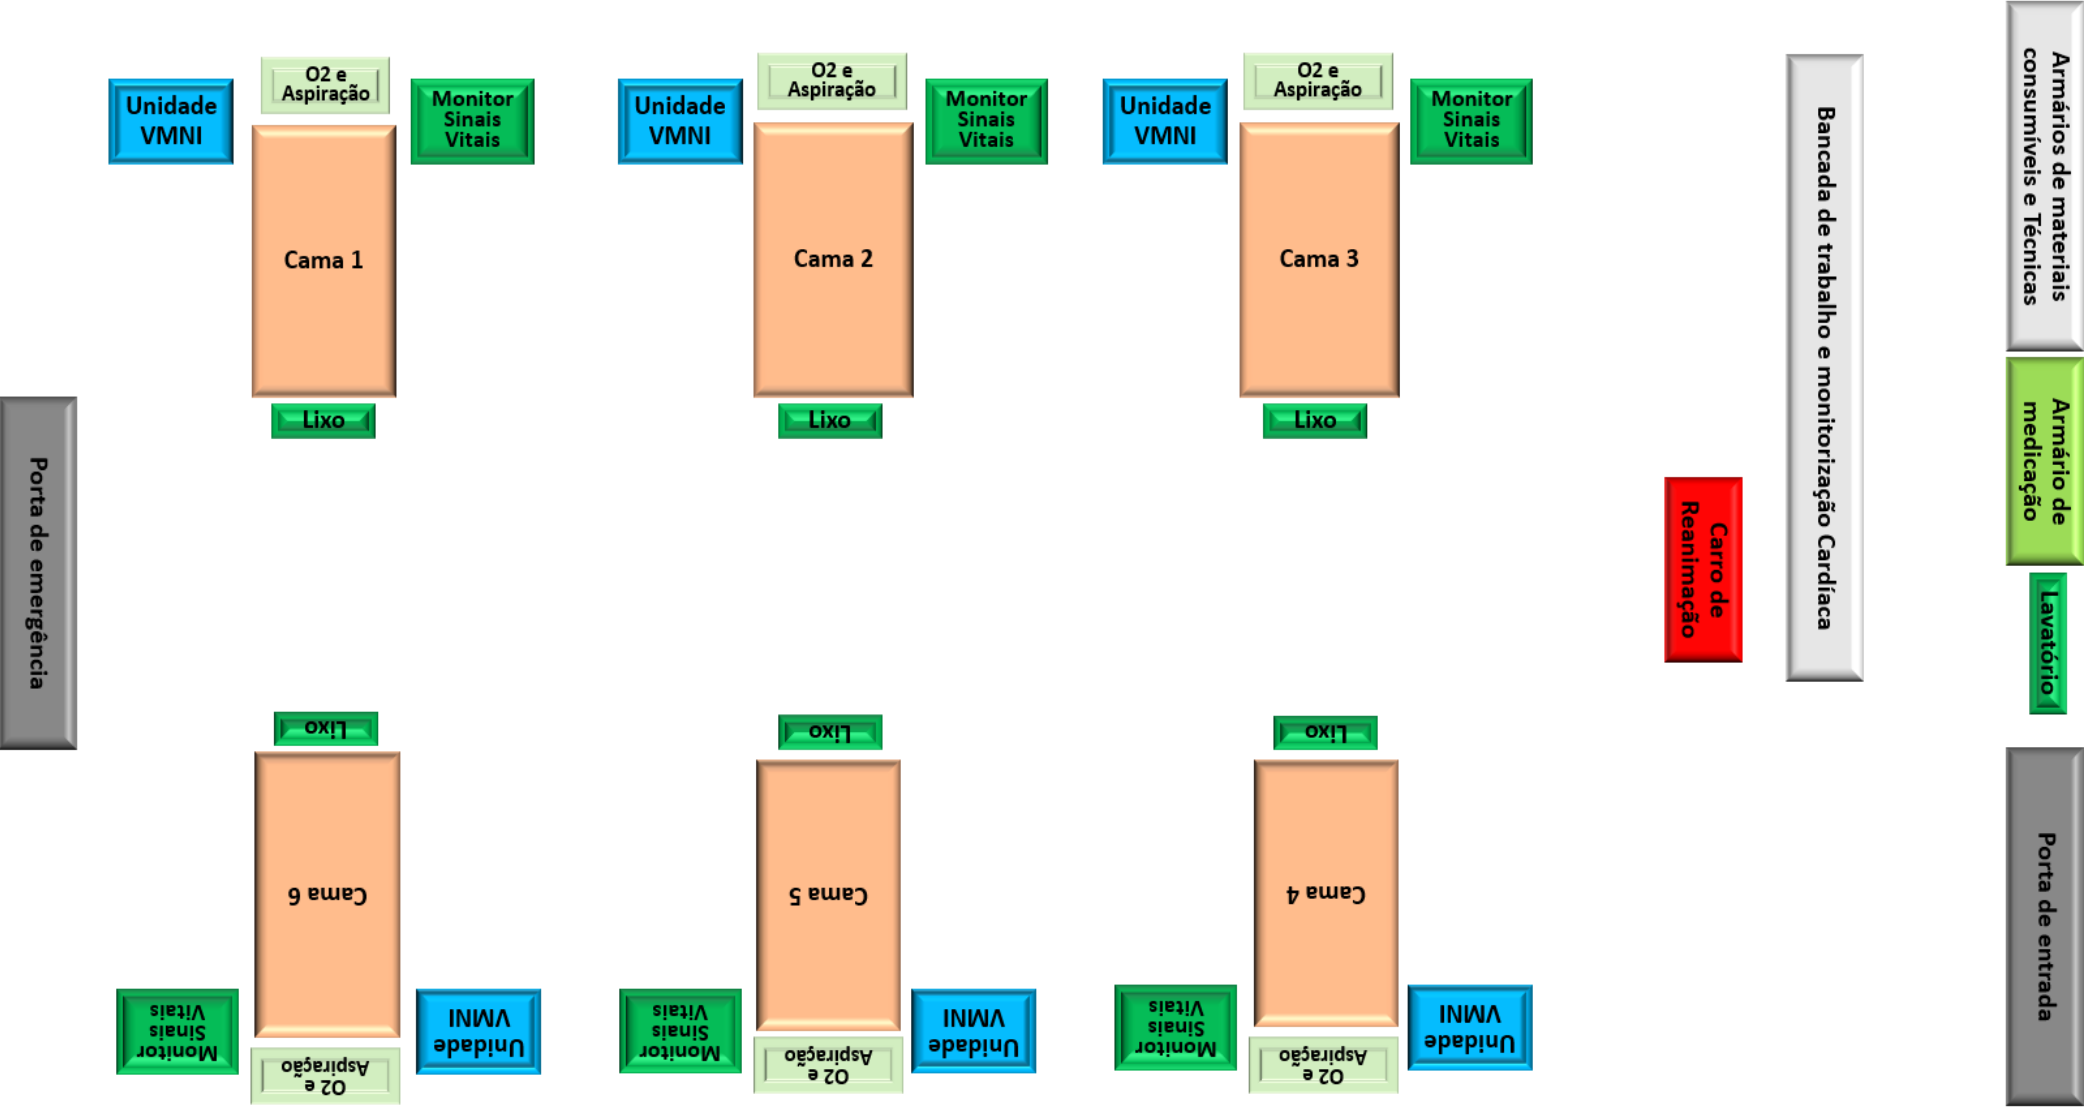 O2 e
Aspiração
Unidade
VMNI
Monitor
Sinais
Vitais
Cama 1
Lixo
O2 e
Aspiração
Unidade
VMNI
Monitor
Sinais
Vitais
Cama 2
Lixo
O2 e
Aspiração
Unidade
VMNI
Monitor
Sinais
Vitais
Cama 3
Lixo
Bancada de trabalho e monitorização Cardíaca
Armários de materiais
consumíveis e Técnicas
Armário de
medicação
Lavatório
Carro de
Reanimação
Porta de emergência
Porta de entrada
Lixo
Cama 6
Monitor
Sinais
Vitais
O2 e
Aspiração
Unidade
VMNI
Lixo
Cama 5
Monitor
Sinais
Vitais
O2 e
Aspiração
Unidade
VMNI
Lixo
Cama 4
Monitor
Sinais
Vitais
O2 e
Aspiração
Unidade
VMNI